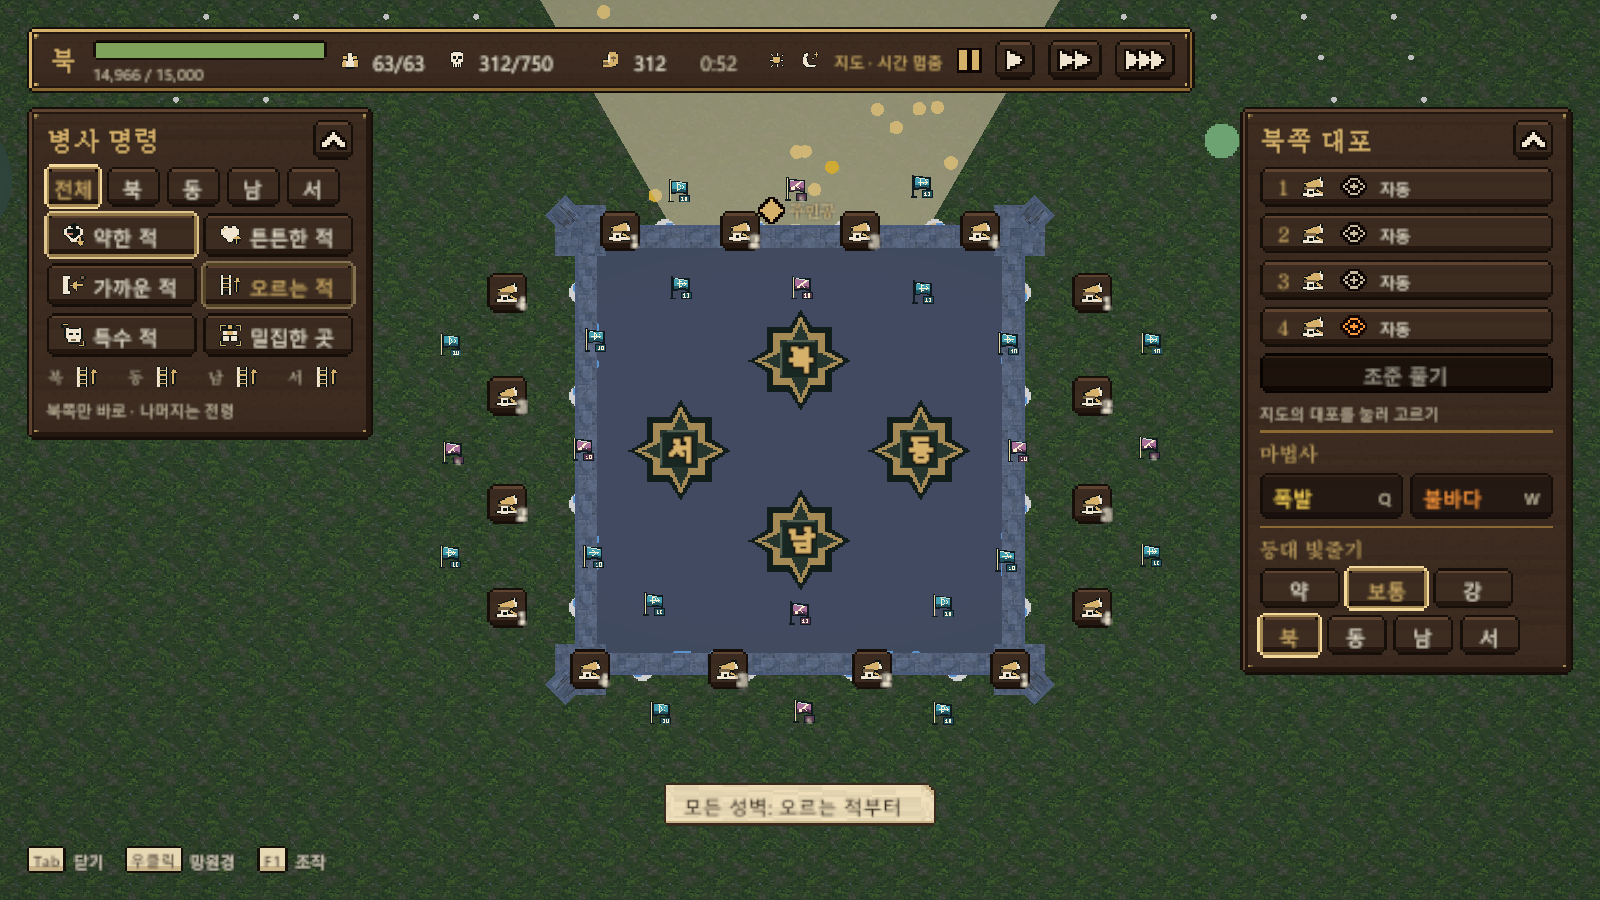 북
14,966 / 15,000
63/63
312/750
312
0:52
지도 · 시간 멈춤
병사 명령
전체 북 동 남 서
약한 적 튼튼한 적
가까운 적 오르는 적
특수 적 밀집한 곳
북 동 남 서
북쪽만 바로 · 나머지는 전령
북쪽 대포
1 자동
2 자동
3 자동
4 자동
조준 풀기
지도의 대포를 눌러 고르기
마법사
폭발 Q 불바다 W
등대 빛줄기
약 보통 강
북 동 남 서
북
서 동
남
모든 성벽: 오르는 적부터
Tab 닫기 우클릭 망원경 F1 조작